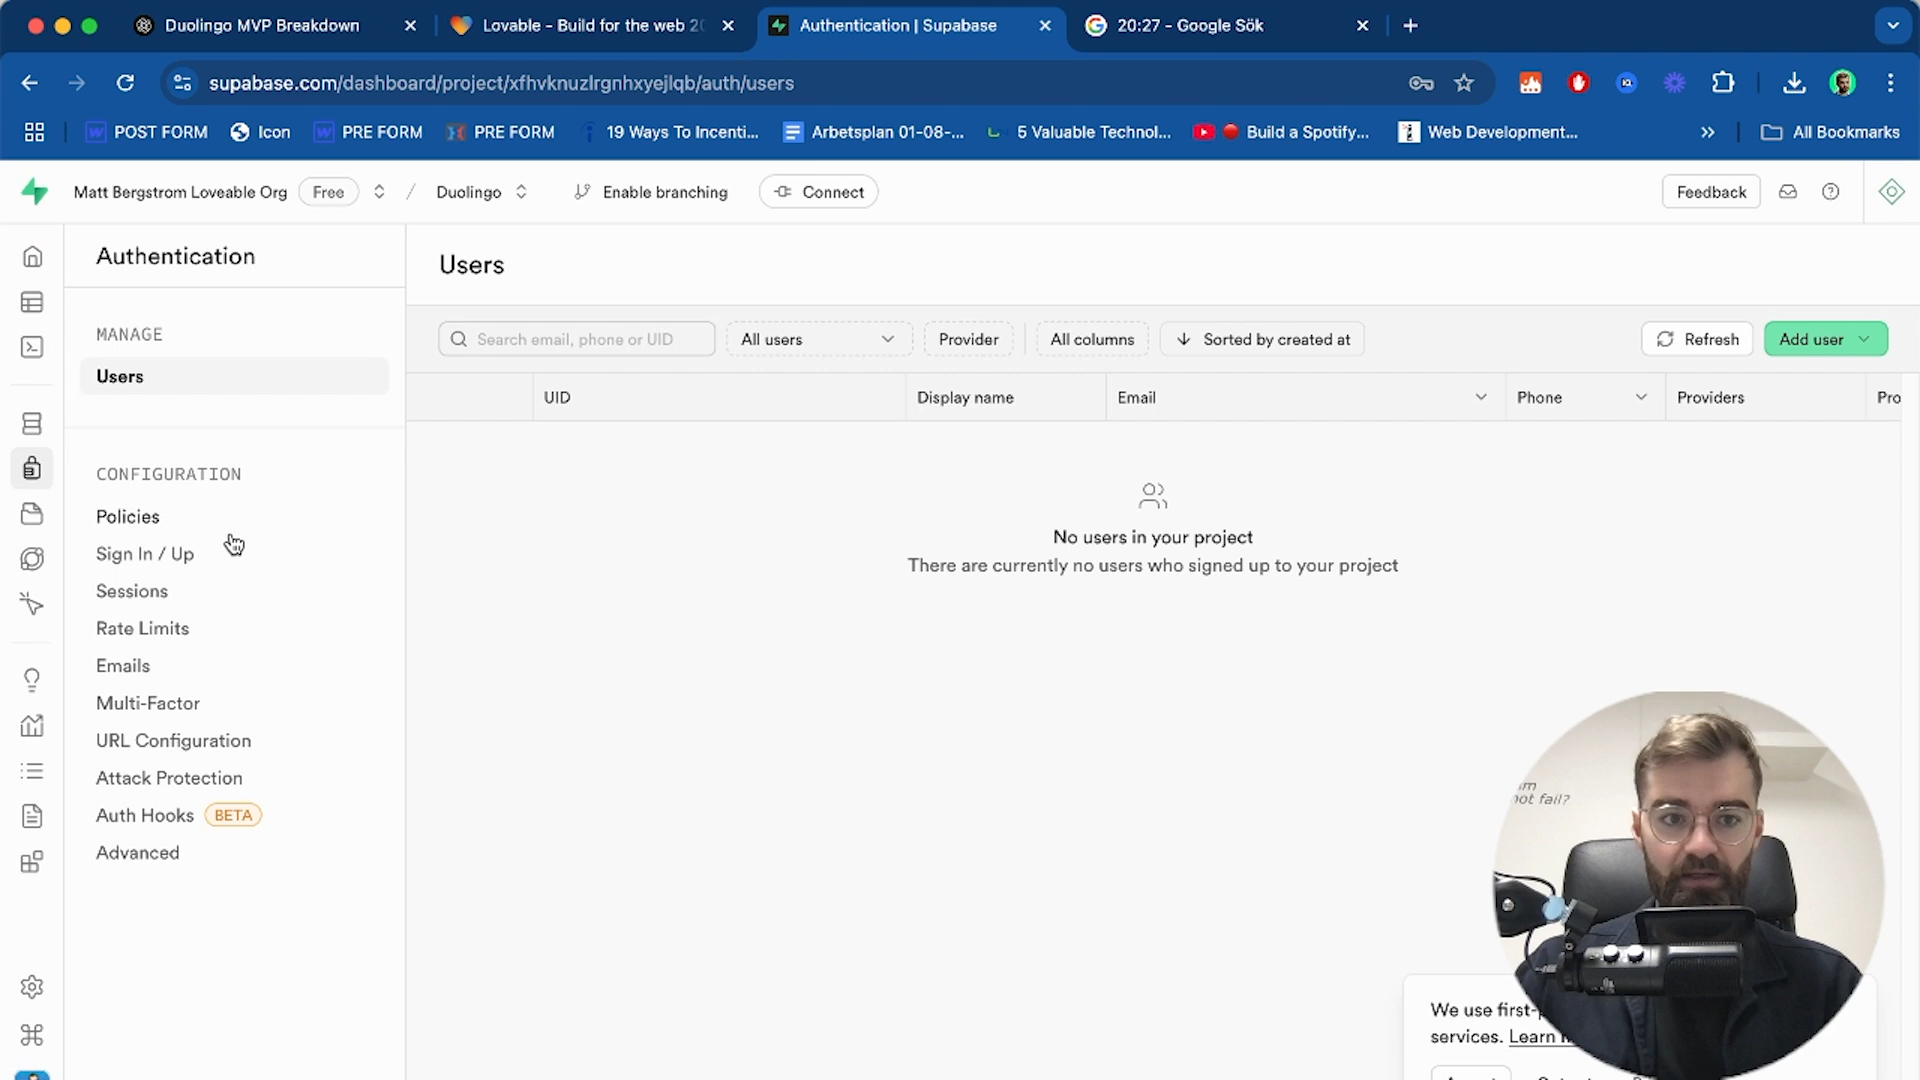 Duolingo MVP Breakdown
Lovable - Build for the web 20
Authentication | Supabase
20:27 - Google Sök
supabase.com/dashboard/project/xfhvknuzlrgnhxyejlqb/auth/users
POST FORM
Icon
PRE FORM
PRE FORM
19 Ways To Incenti...
Arbetsplan 01-08-...
5 Valuable Technol...
Build a Spotify...
Web Development...
All Bookmarks
Matt Bergstrom Loveable Org
Free
/
Duolingo
Enable branching
Connect
Feedback
Authentication
Users
MANAGE
Users
Search email, phone or UID
All users
Provider
All columns
Sorted by created at
Refresh
Add user
UID
Display name
Email
Phone
Providers
Pro
CONFIGURATION
Policies
Sign In / Up
Sessions
Rate Limits
Emails
Multi-Factor
URL Configuration
Attack Protection
Auth Hooks BETA
Advanced
No users in your project
There are currently no users who signed up to your project
not fail?
We use first-
services. Learn